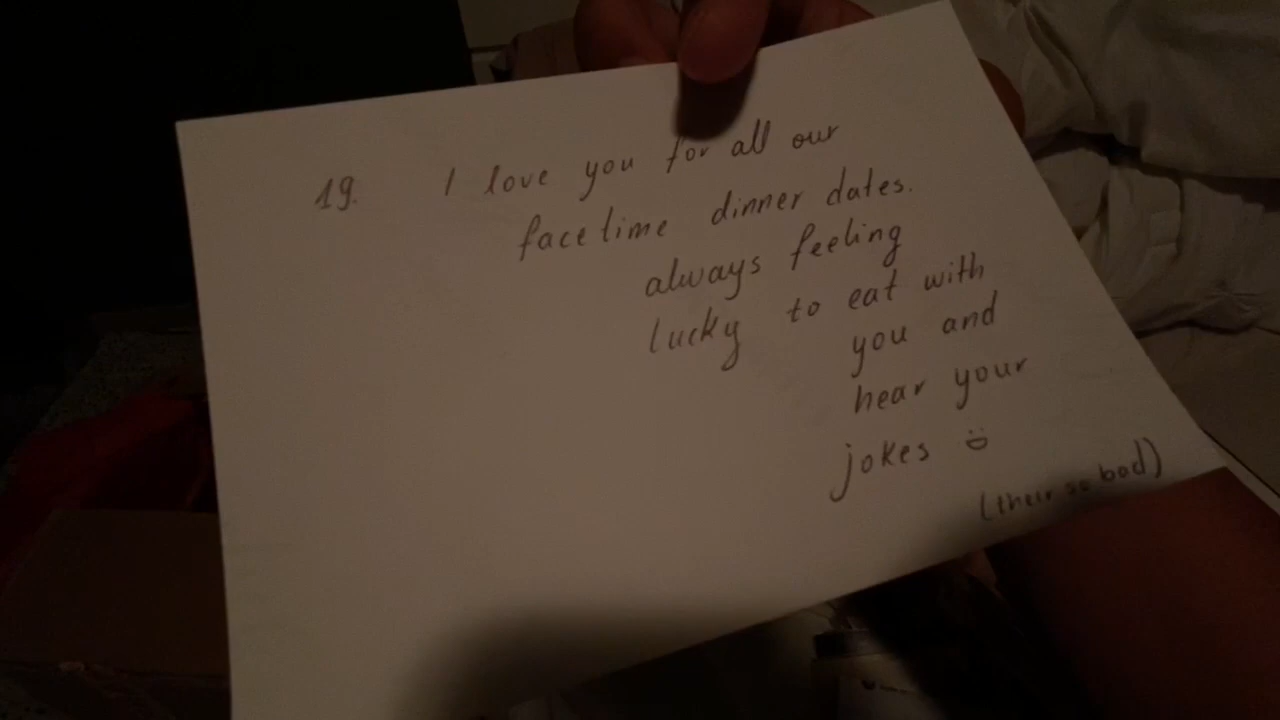 19. I love you for all our
facetime dinner dates.
always feeling
lucky to eat with
you and
hear your
jokes
(their so bad)